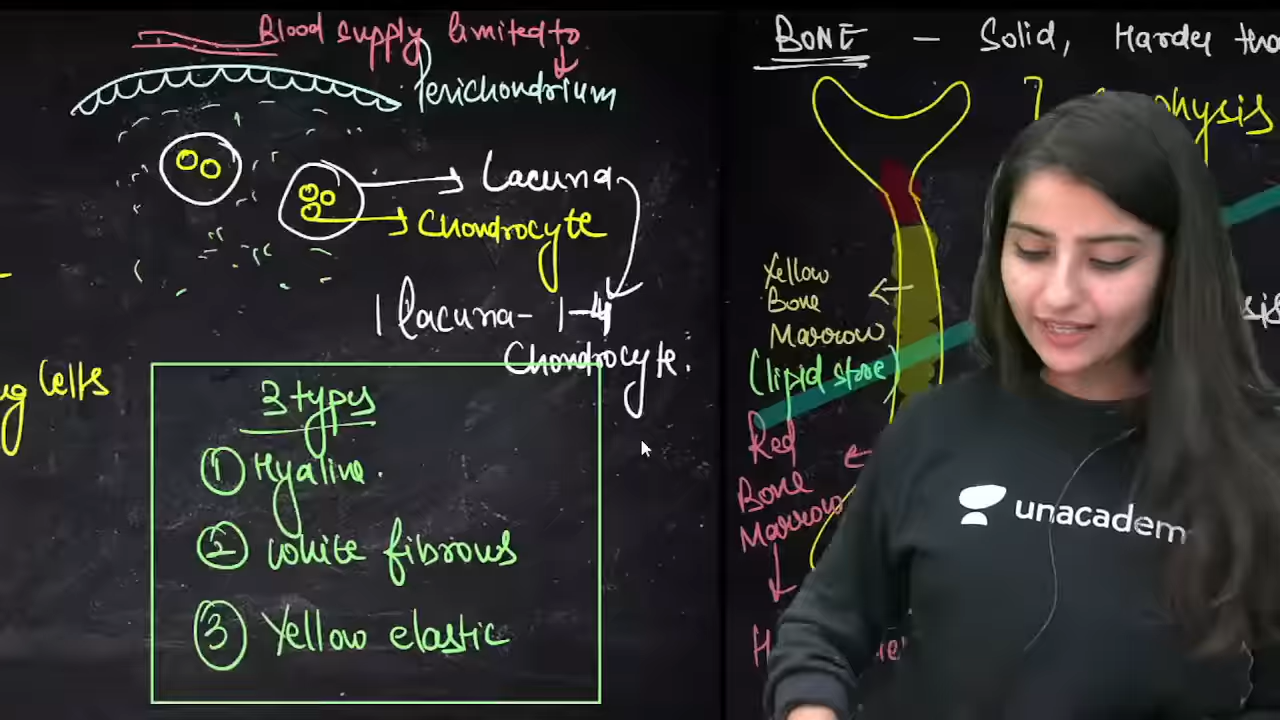 Blood supply limited to
Perichondrium
Lacuna
Chondrocyte
1 lacuna- 1-4
Chondrocyte.
Cells
3 types
1 Hyaline.
2 White fibrous
3 Yellow elastic
BONE - Solid, Harder
Yellow
Bone
Marrow
(lipid store)
Red
Bone
Marrow
unacadem